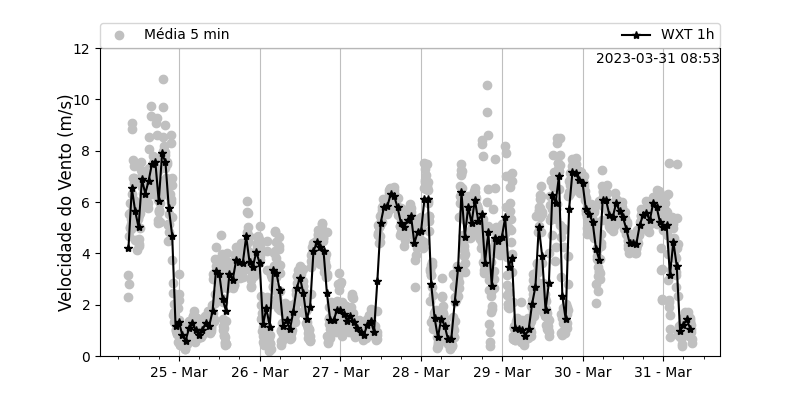 Média 5 min
WXT 1h
2023-03-31 08:53
Velocidade do Vento (m/s)
12
10
8
6
4
2
0
25 - Mar
26 - Mar
27 - Mar
28 - Mar
29 - Mar
30 - Mar
31 - Mar